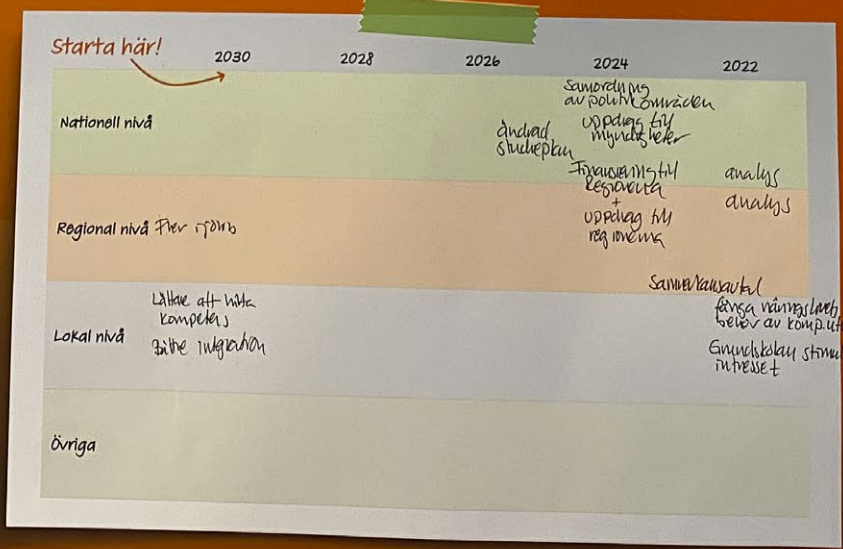 Starta här!
2030
2028
2026
2024
2022
Nationell nivå
ändrad
studieplan
Samordning
av politikområden
uppdrag till
myndigheter
Finansiering till
Regionerna
+
uppdrag till
regionerna
analys
Regional nivå
Fler i jobb
analys
Samverkansavtal
Lokal nivå
Lättare att hitta
kompetens
Bättre integration
fånga näringslivets
behov av komp.ut
Grundskolan stimu
intresset
Övriga